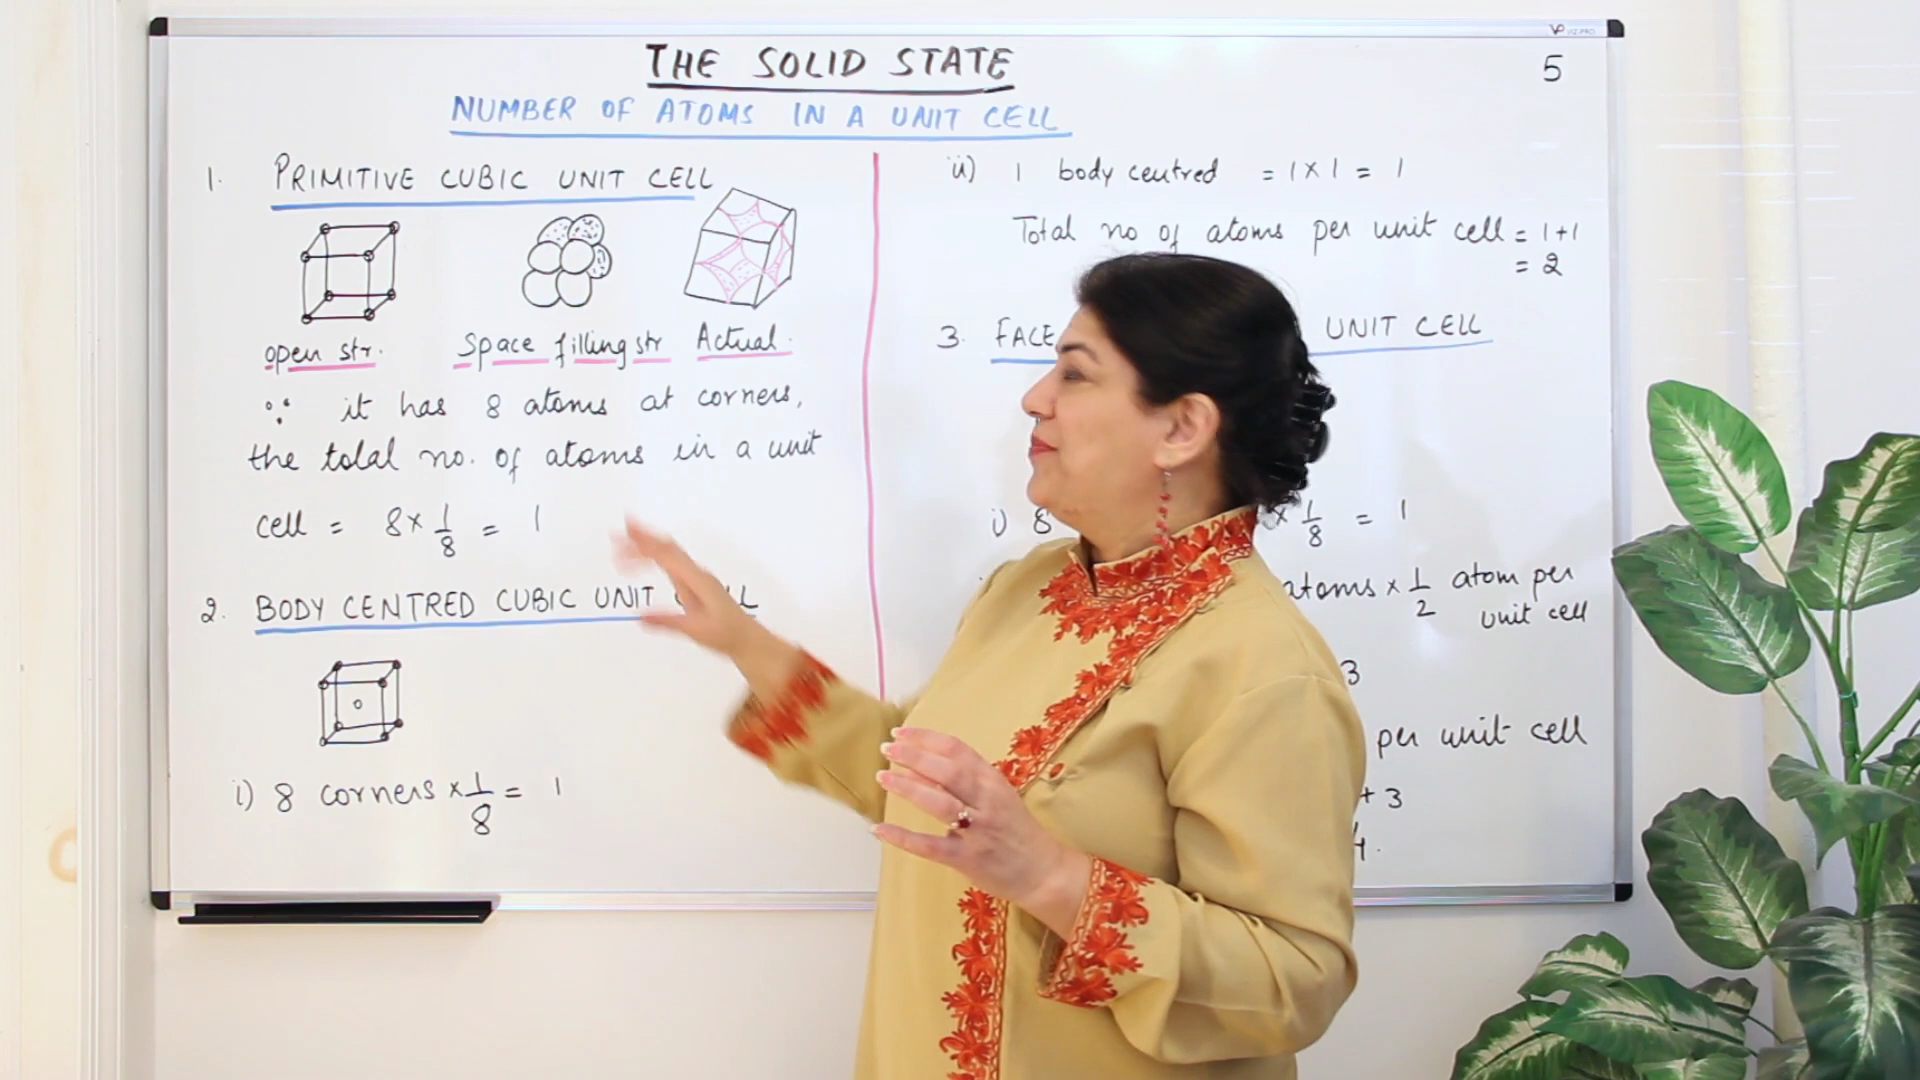 THE SOLID STATE
5
NUMBER OF ATOMS IN A UNIT CELL
1. PRIMITIVE CUBIC UNIT CELL
open str. Space filling str Actual.
∵ it has 8 atoms at corners,
the total no. of atoms in a unit
cell = 8 × 1/8 = 1
2. BODY CENTRED CUBIC UNIT
i) 8 corners × 1/8 = 1
ii) 1 body centred = 1 × 1 = 1
Total no of atoms per unit cell = 1+1
= 2
3. FACE UNIT CELL
i) 8 × 1/8 = 1
atoms × 1/2 atom per
unit cell
3
per unit cell
+ 3
4.